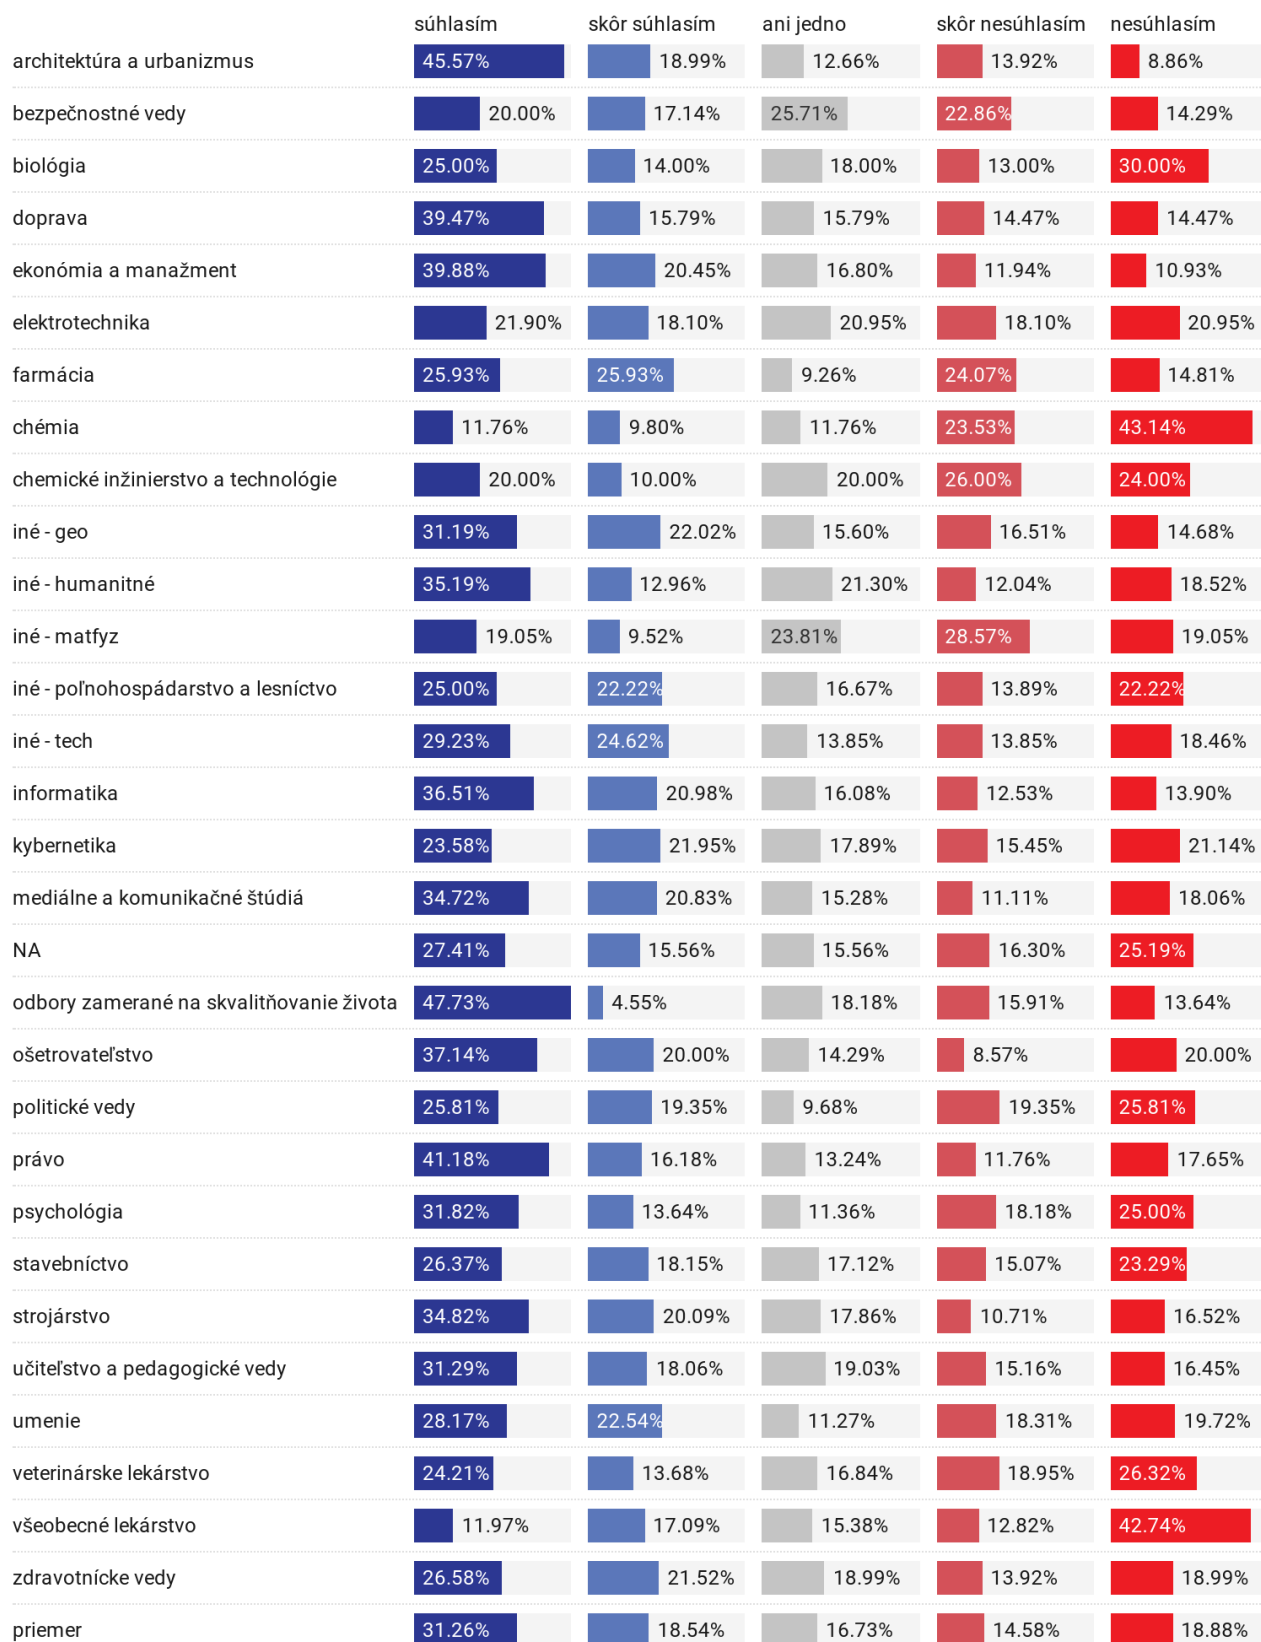 súhlasím skôr súhlasím ani jedno skôr nesúhlasím nesúhlasím
architektúra a urbanizmus 45.57% 18.99% 12.66% 13.92% 8.86%
bezpečnostné vedy 20.00% 17.14% 25.71% 22.86% 14.29%
biológia 25.00% 14.00% 18.00% 13.00% 30.00%
doprava 39.47% 15.79% 15.79% 14.47% 14.47%
ekonómia a manažment 39.88% 20.45% 16.80% 11.94% 10.93%
elektrotechnika 21.90% 18.10% 20.95% 18.10% 20.95%
farmácia 25.93% 25.93% 9.26% 24.07% 14.81%
chémia 11.76% 9.80% 11.76% 23.53% 43.14%
chemické inžinierstvo a technológie 20.00% 10.00% 20.00% 26.00% 24.00%
iné - geo 31.19% 22.02% 15.60% 16.51% 14.68%
iné - humanitné 35.19% 12.96% 21.30% 12.04% 18.52%
iné - matfyz 19.05% 9.52% 23.81% 28.57% 19.05%
iné - poľnohospádarstvo a lesníctvo 25.00% 22.22% 16.67% 13.89% 22.22%
iné - tech 29.23% 24.62% 13.85% 13.85% 18.46%
informatika 36.51% 20.98% 16.08% 12.53% 13.90%
kybernetika 23.58% 21.95% 17.89% 15.45% 21.14%
mediálne a komunikačné štúdiá 34.72% 20.83% 15.28% 11.11% 18.06%
NA 27.41% 15.56% 15.56% 16.30% 25.19%
odbory zamerané na skvalitňovanie života 47.73% 4.55% 18.18% 15.91% 13.64%
ošetrovateľstvo 37.14% 20.00% 14.29% 8.57% 20.00%
politické vedy 25.81% 19.35% 9.68% 19.35% 25.81%
právo 41.18% 16.18% 13.24% 11.76% 17.65%
psychológia 31.82% 13.64% 11.36% 18.18% 25.00%
stavebníctvo 26.37% 18.15% 17.12% 15.07% 23.29%
strojárstvo 34.82% 20.09% 17.86% 10.71% 16.52%
učiteľstvo a pedagogické vedy 31.29% 18.06% 19.03% 15.16% 16.45%
umenie 28.17% 22.54% 11.27% 18.31% 19.72%
veterinárske lekárstvo 24.21% 13.68% 16.84% 18.95% 26.32%
všeobecné lekárstvo 11.97% 17.09% 15.38% 12.82% 42.74%
zdravotnícke vedy 26.58% 21.52% 18.99% 13.92% 18.99%
priemer 31.26% 18.54% 16.73% 14.58% 18.88%